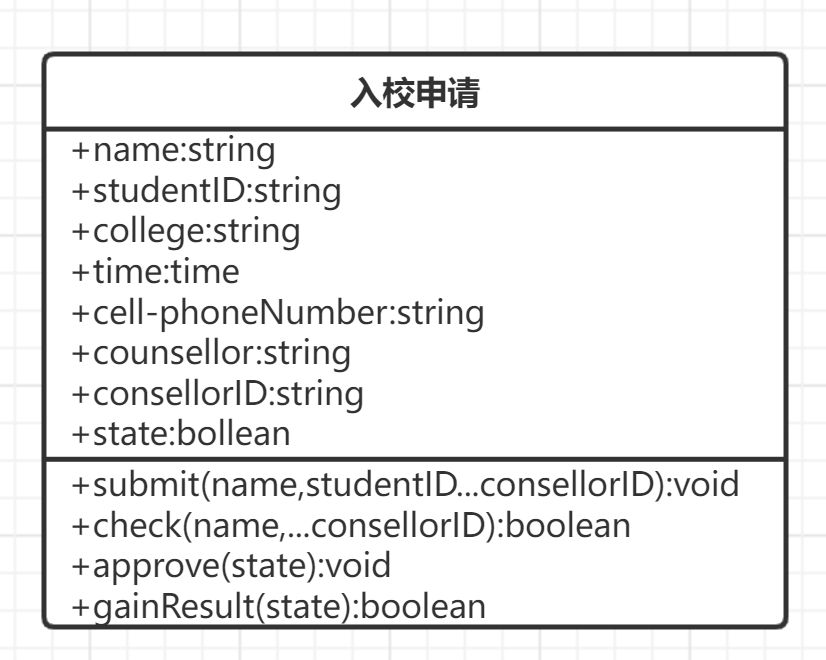 入校申请
+name:string
+studentID:string
+college:string
+time:time
+cell-phoneNumber:string
+counsellor:string
+consellorID:string
+state:bollean
+submit(name,studentID...consellorID):void
+check(name,...consellorID):boolean
+approve(state):void
+gainResult(state):boolean